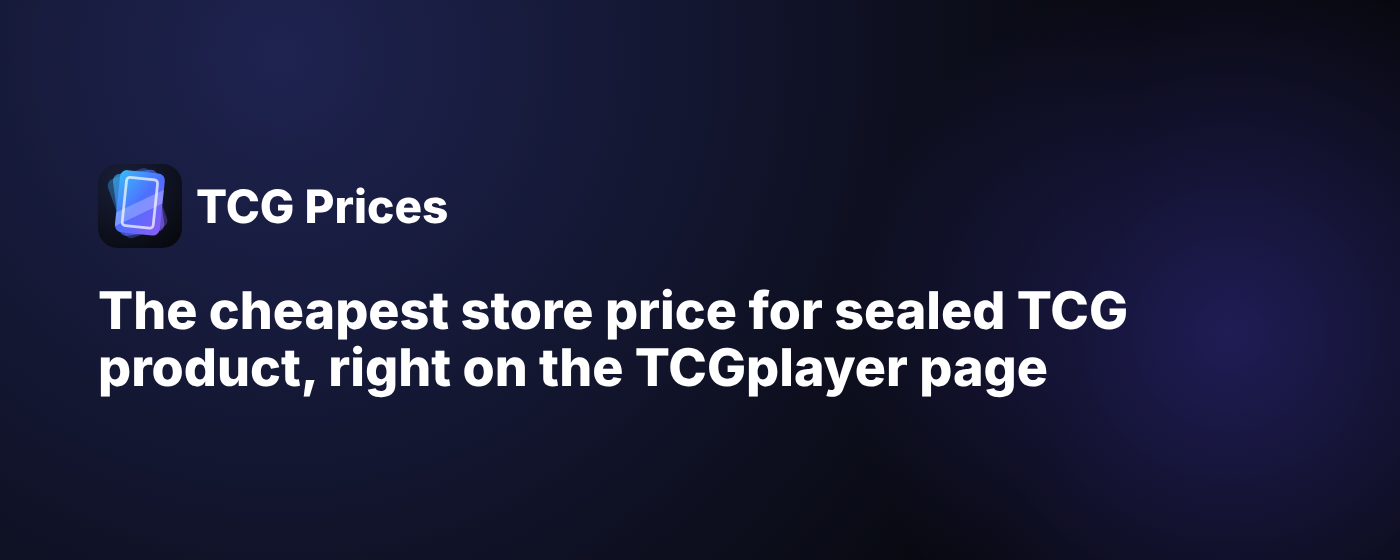 TCG Prices
The cheapest store price for sealed TCG
product, right on the TCGplayer page